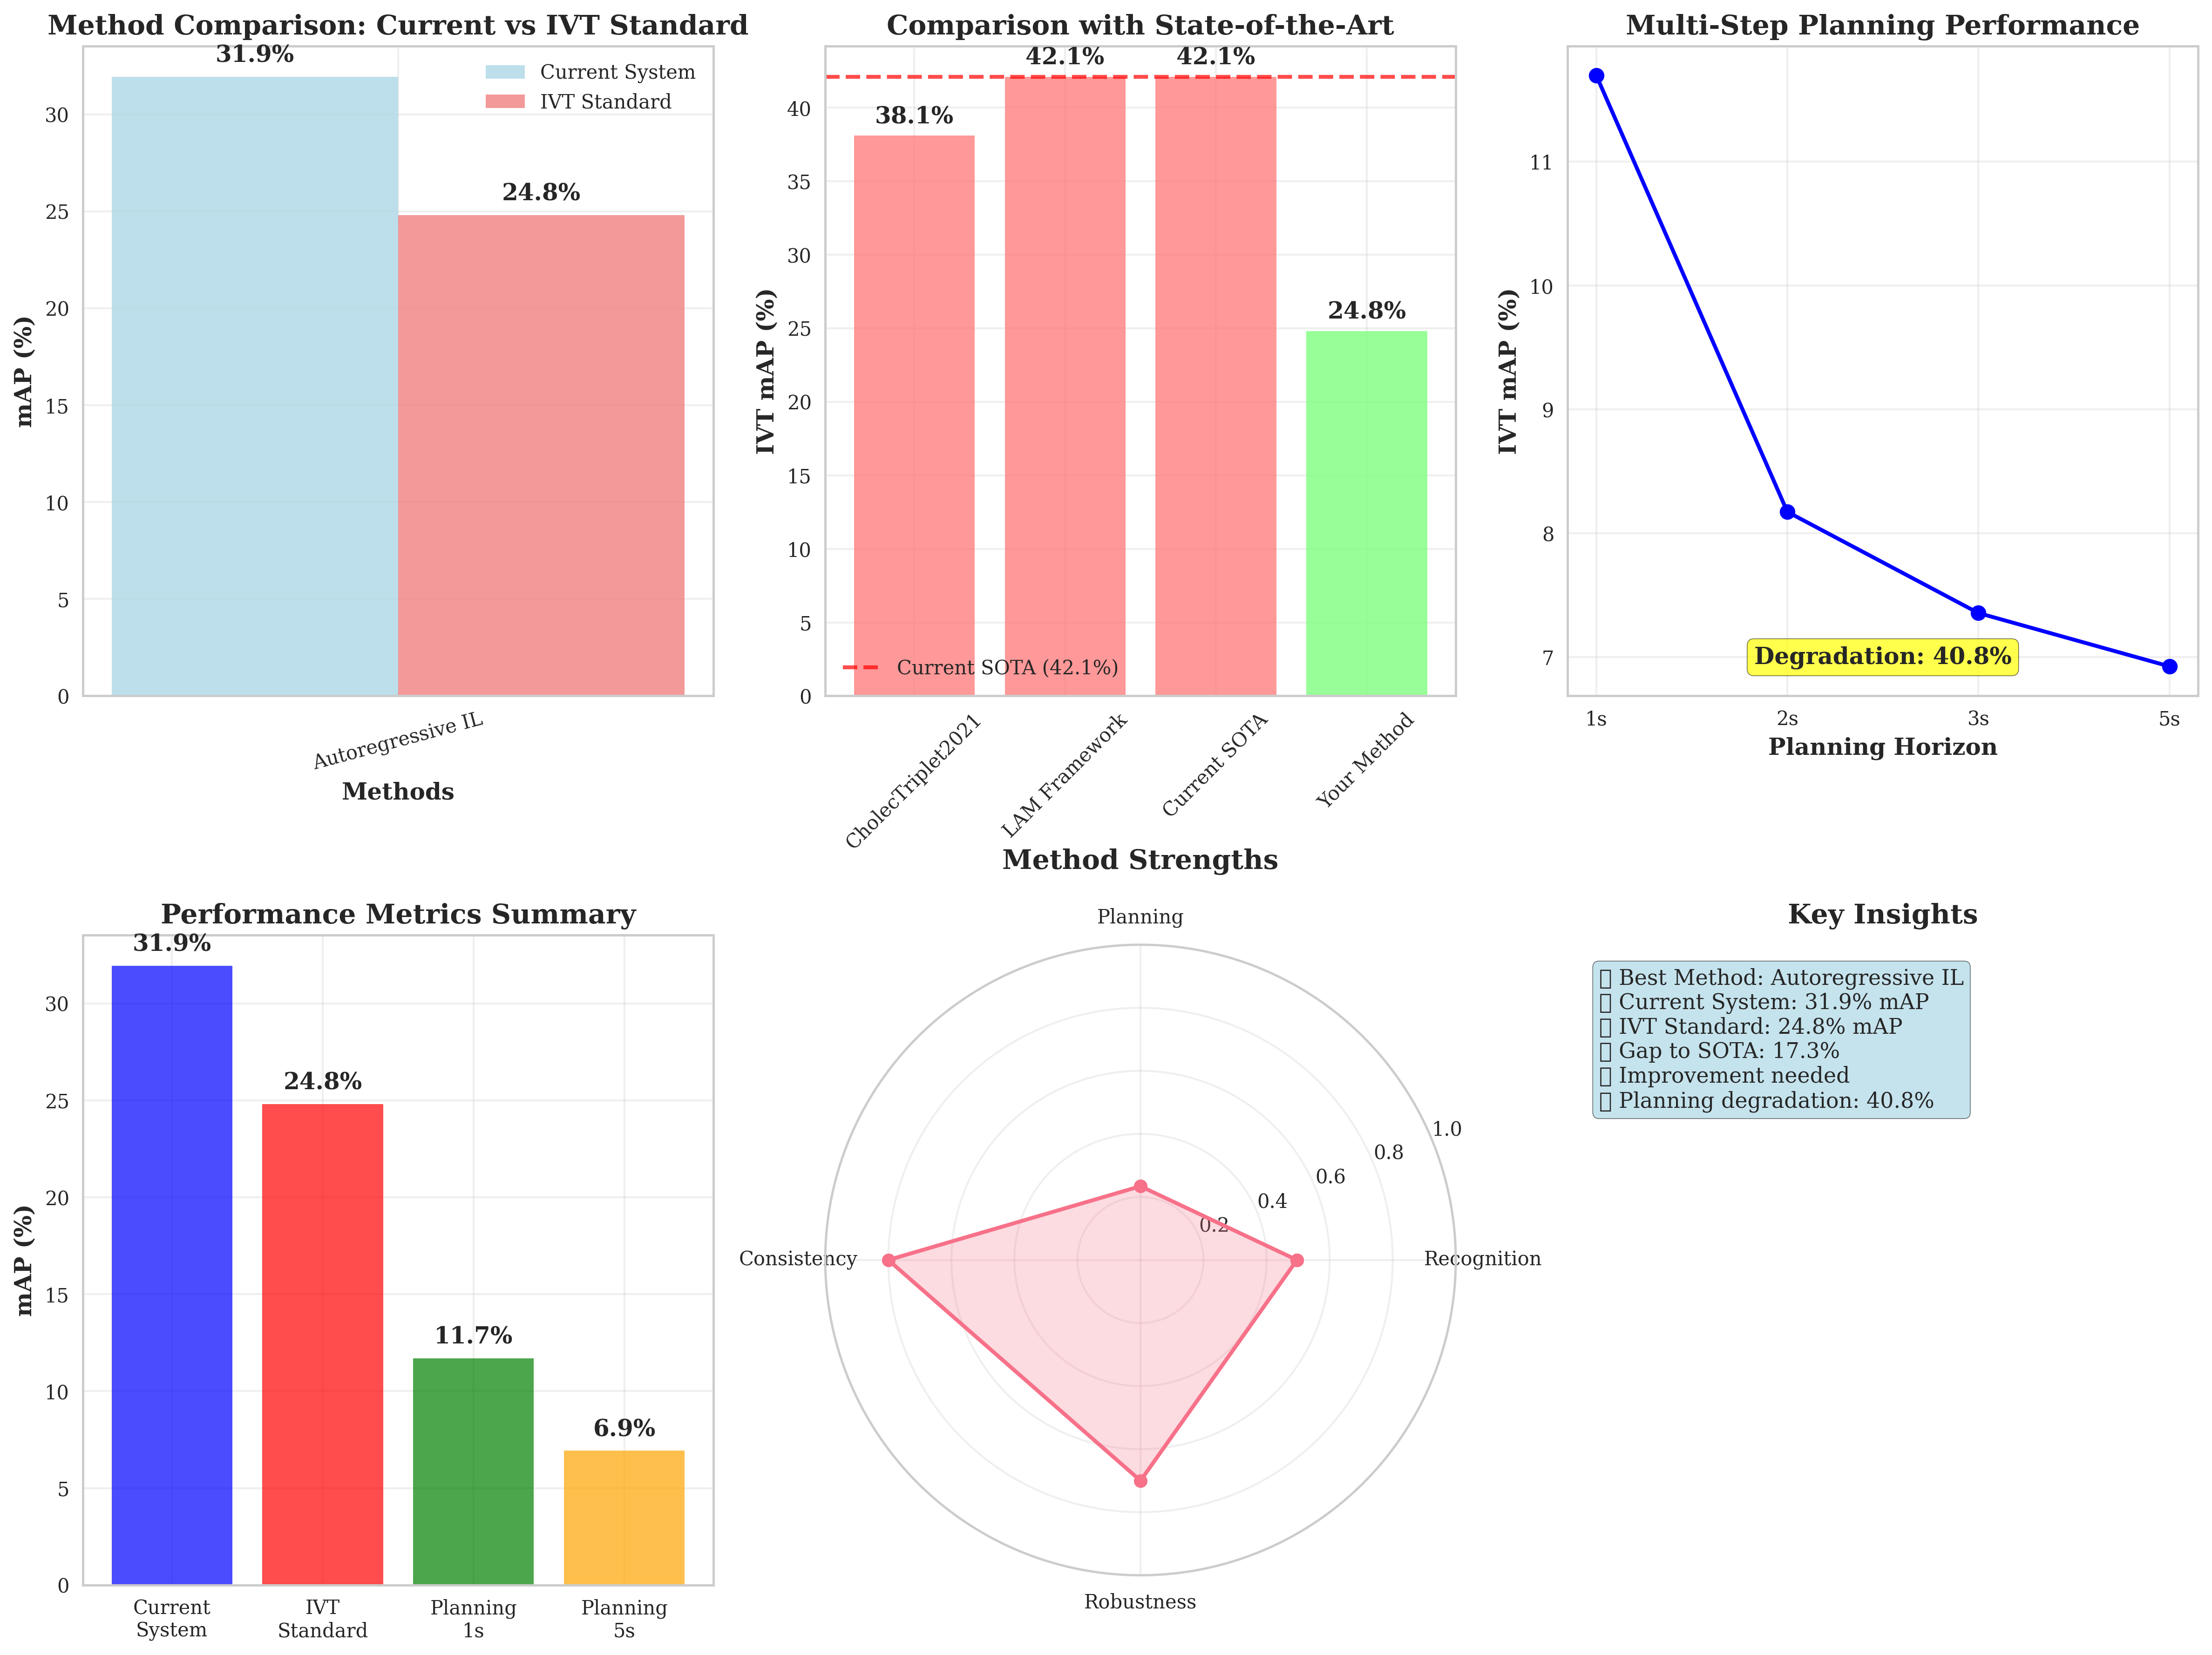 Method Comparison: Current vs IVT Standard
31.9%
Current System
IVT Standard
24.8%
30
25
20
15
10
5
0
mAP (%)
Autoregressive IL
Methods
Comparison with State-of-the-Art
42.1%
42.1%
38.1%
24.8%
40
35
30
25
20
15
10
5
0
IVT mAP (%)
Current SOTA (42.1%)
CholecTriplet2021
LAM Framework
Current SOTA
Your Method
Multi-Step Planning Performance
11
10
9
8
7
IVT mAP (%)
Degradation: 40.8%
1s
2s
3s
5s
Planning Horizon
Performance Metrics Summary
31.9%
24.8%
11.7%
6.9%
30
25
20
15
10
5
0
mAP (%)
Current
System
IVT
Standard
Planning
1s
Planning
5s
Method Strengths
Planning
1.0
0.8
0.6
0.4
0.2
Consistency
Recognition
Robustness
Key Insights
Best Method: Autoregressive IL
Current System: 31.9% mAP
IVT Standard: 24.8% mAP
Gap to SOTA: 17.3%
Improvement needed
Planning degradation: 40.8%